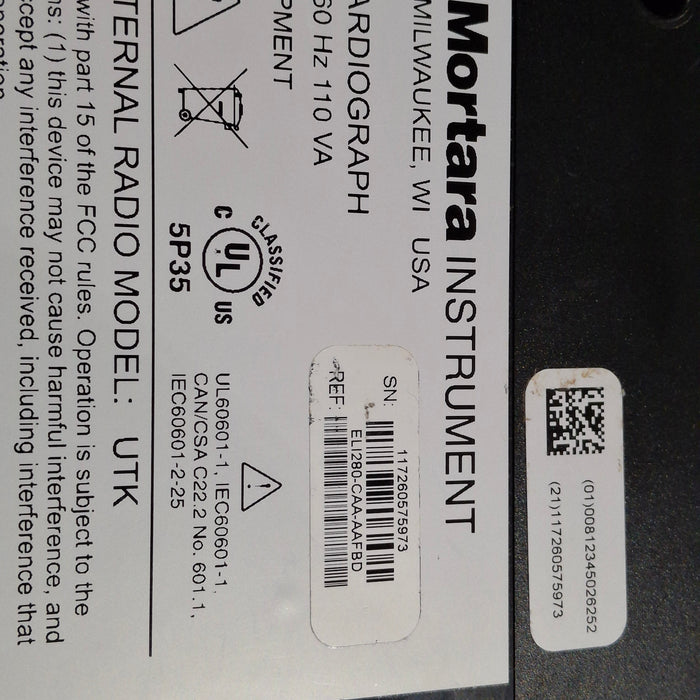 Mortara INSTRUMENT
MILWAUKEE, WI USA
ARDIOGRAPH
60 Hz 110 VA
PMENT
CLASSIFIED
C UL US
5P35
SN:
117260575973
REF:
ELI280-CAA-AAFBD
UL60601-1, IEC60601-1,
CAN/CSA C22.2 No. 601.1,
IEC60601-2-25
TERNAL RADIO MODEL: UTK
with part 15 of the FCC rules. Operation is subject to the
ns: (1) this device may not cause harmful interference, and
cept any interference received, including interference that
peration
(01)00812345026252
(21)117260575973